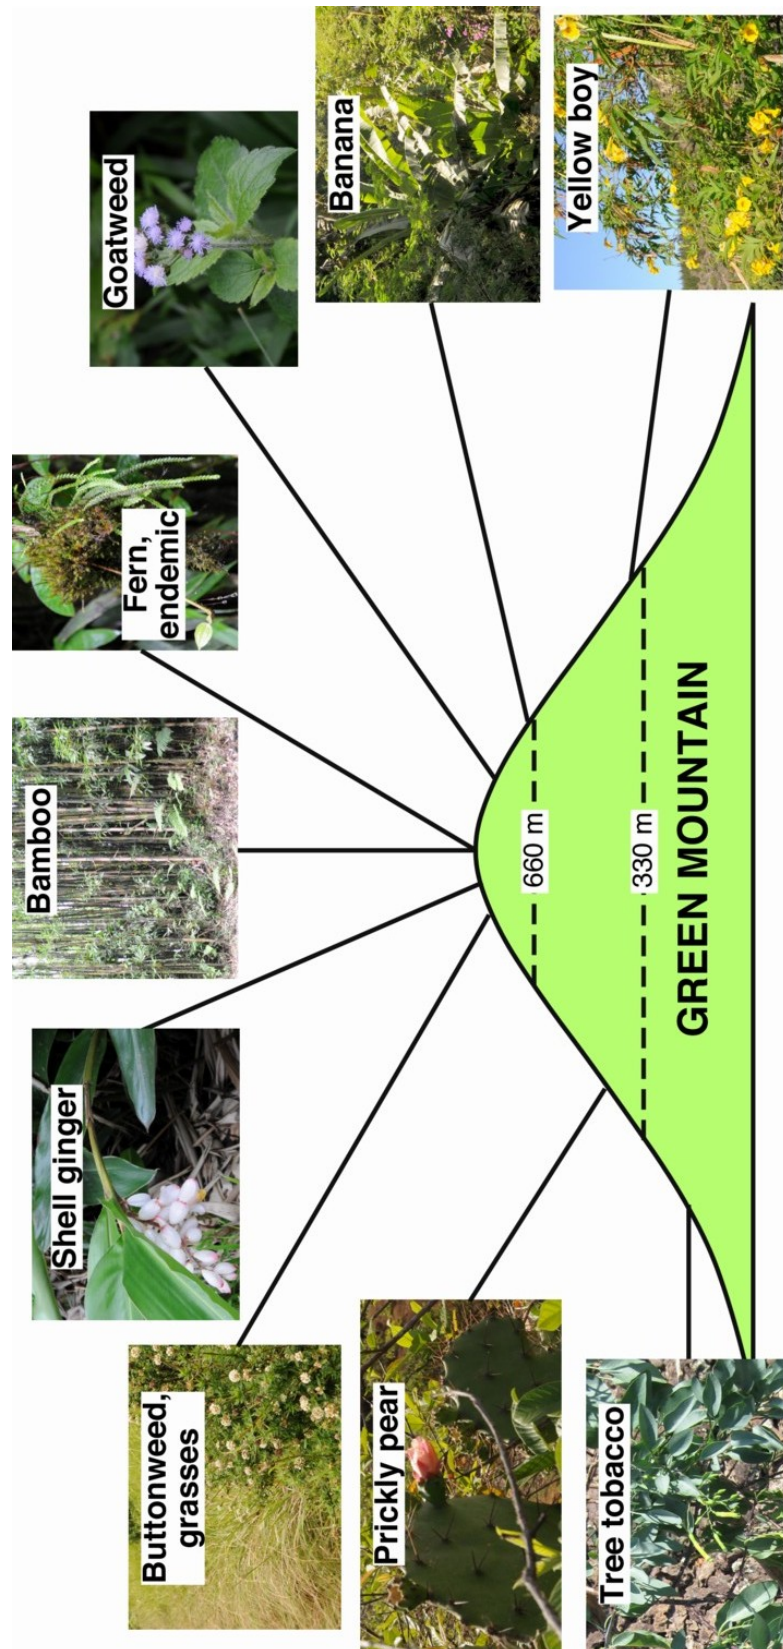 Tree tobacco
Prickly pear
Buttonweed,
grasses
Shell ginger
Bamboo
Fern,
endemic
Goatweed
Banana
Yellow boy
660 m
330 m
GREEN MOUNTAIN